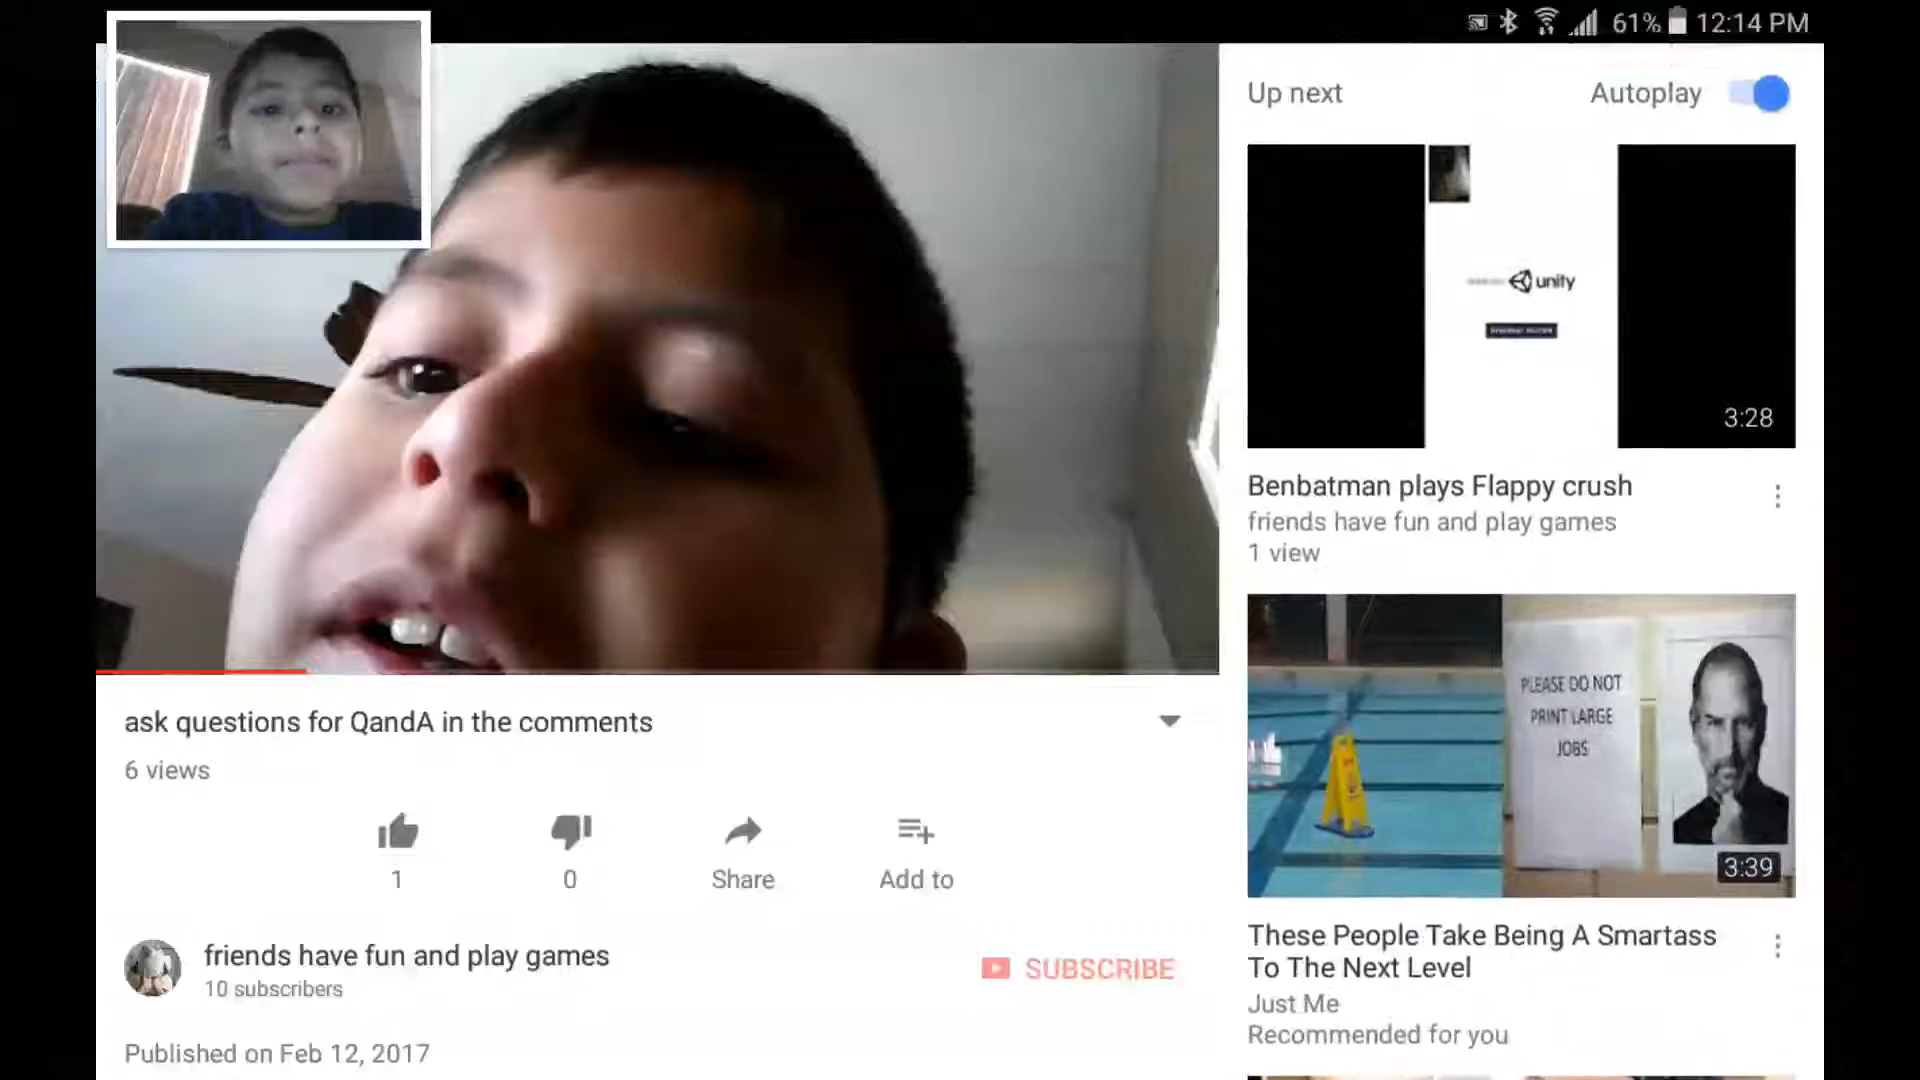 61% 12:14 PM
Up next Autoplay
unity
3:28
Benbatman plays Flappy crush
friends have fun and play games
1 view
PLEASE DO NOT
PRINT LARGE
JOBS
3:39
These People Take Being A Smartass
To The Next Level
Just Me
Recommended for you
ask questions for QandA in the comments
6 views
1 0 Share Add to
friends have fun and play games
10 subscribers
SUBSCRIBE
Published on Feb 12, 2017